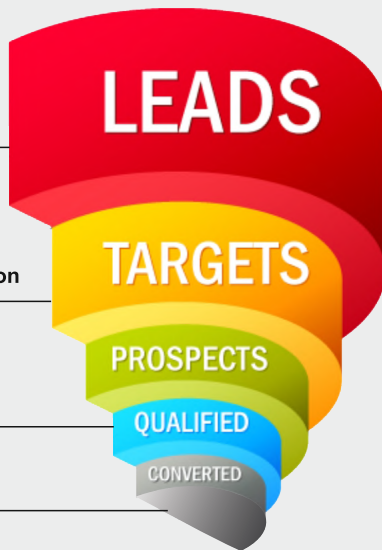 LEADS
on
TARGETS
PROSPECTS
QUALIFIED
CONVERTED